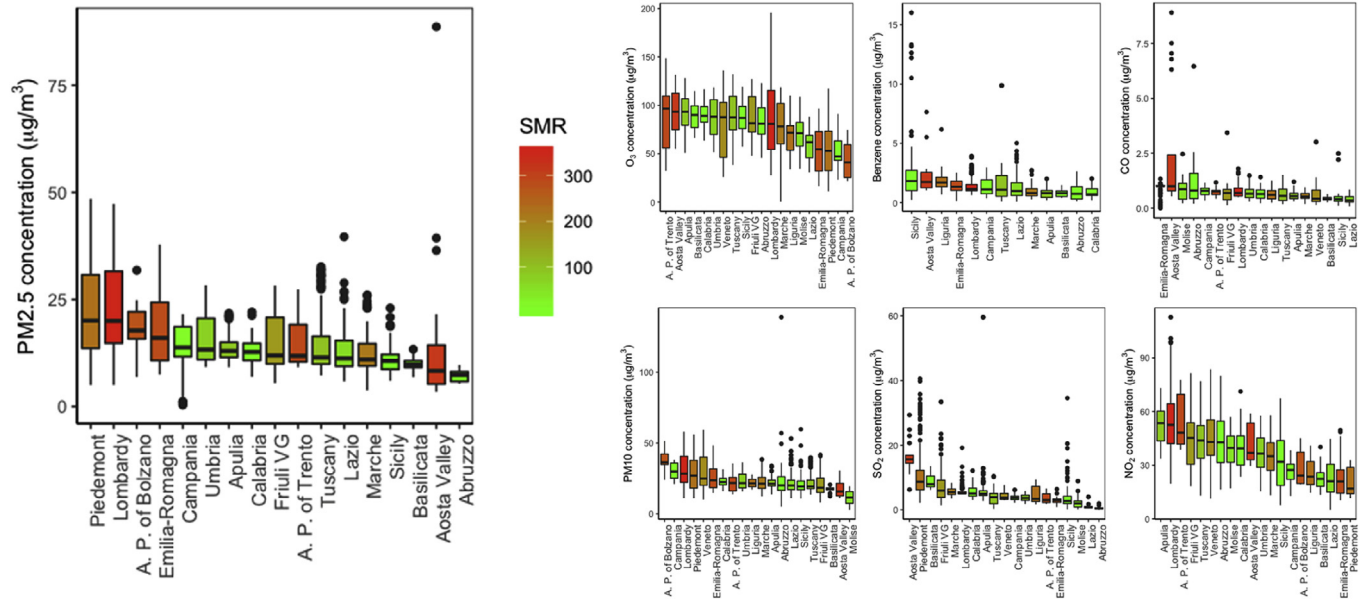 PM2.5 concentration (µg/m³)
75
50
25
0
Piedemont
Lombardy
A. P. of Bolzano
Emilia-Romagna
Campania
Umbria
Apulia
Calabria
Friuli VG
A. P. of Trento
Tuscany
Lazio
Marche
Sicily
Basilicata
Aosta Valley
Abruzzo
SMR
300
200
100
O₃ concentration (µg/m³)
200
150
100
50
0
A. P. of Trento
Aosta Valley
Apulia
Basilicata
Calabria
Umbria
Veneto
Tuscany
Sicily
Friuli VG
Abruzzo
Lombardy
Marche
Liguria
Molise
Lazio
Emilia-Romagna
Piedemont
Campania
A. P. of Bolzano
Benzene concentration (µg/m³)
15
10
5
0
Sicily
Aosta Valley
Liguria
Emilia-Romagna
Lombardy
Campania
Tuscany
Lazio
Marche
Apulia
Basilicata
Abruzzo
Calabria
CO concentration (µg/m³)
7.5
5.0
2.5
0.0
Emilia-Romagna
Aosta Valley
Molise
Abruzzo
Campania
A. P. of Trento
Friuli VG
Lombardy
Umbria
Calabria
Liguria
Tuscany
Apulia
Marche
Veneto
Basilicata
Sicily
Lazio
PM10 concentration (µg/m³)
100
50
0
A. P. of Bolzano
Campania
Lombardy
Piedemont
Veneto
Emilia-Romagna
Calabria
A. P. of Trento
Umbria
Liguria
Marche
Apulia
Abruzzo
Lazio
Sicily
Tuscany
Friuli VG
Basilicata
Aosta Valley
Molise
SO₂ concentration (µg/m³)
60
40
20
0
Aosta Valley
Piedemont
Basilicata
Friuli VG
Marche
Lombardy
Calabria
Apulia
Tuscany
Veneto
Campania
Umbria
Liguria
A. P. of Trento
Emilia-Romagna
Sicily
Molise
Lazio
Abruzzo
NO₂ concentration (µg/m³)
90
60
30
0
Apulia
Lombardy
A. P. of Trento
Friuli VG
Tuscany
Veneto
Abruzzo
Molise
Calabria
Aosta Valley
Umbria
Marche
Sicily
Campania
A. P. of Bolzano
Liguria
Basilicata
Lazio
Emilia-Romagna
Piedemont